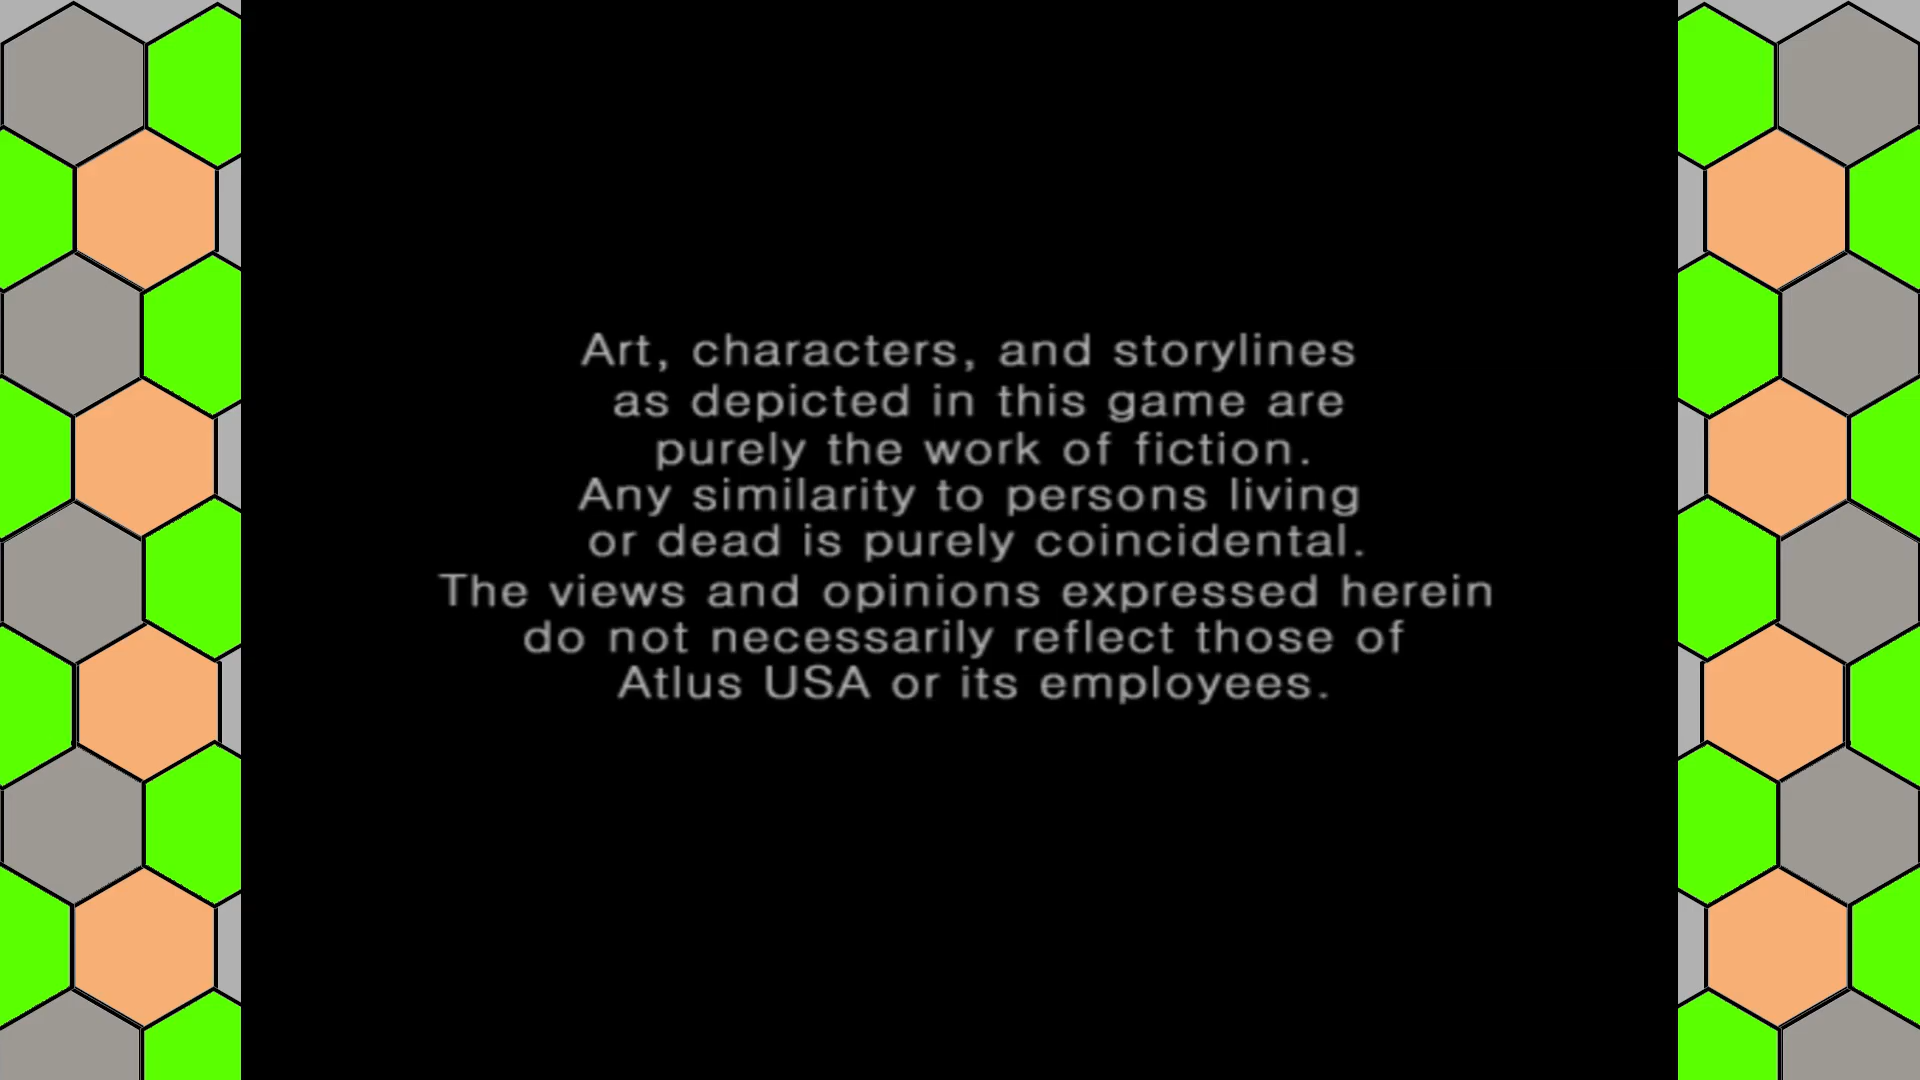 Art, characters, and storylines
as depicted in this game are
purely the work of fiction.
Any similarity to persons living
or dead is purely coincidental.
The views and opinions expressed herein
do not necessarily reflect those of
Atlus USA or its employees.